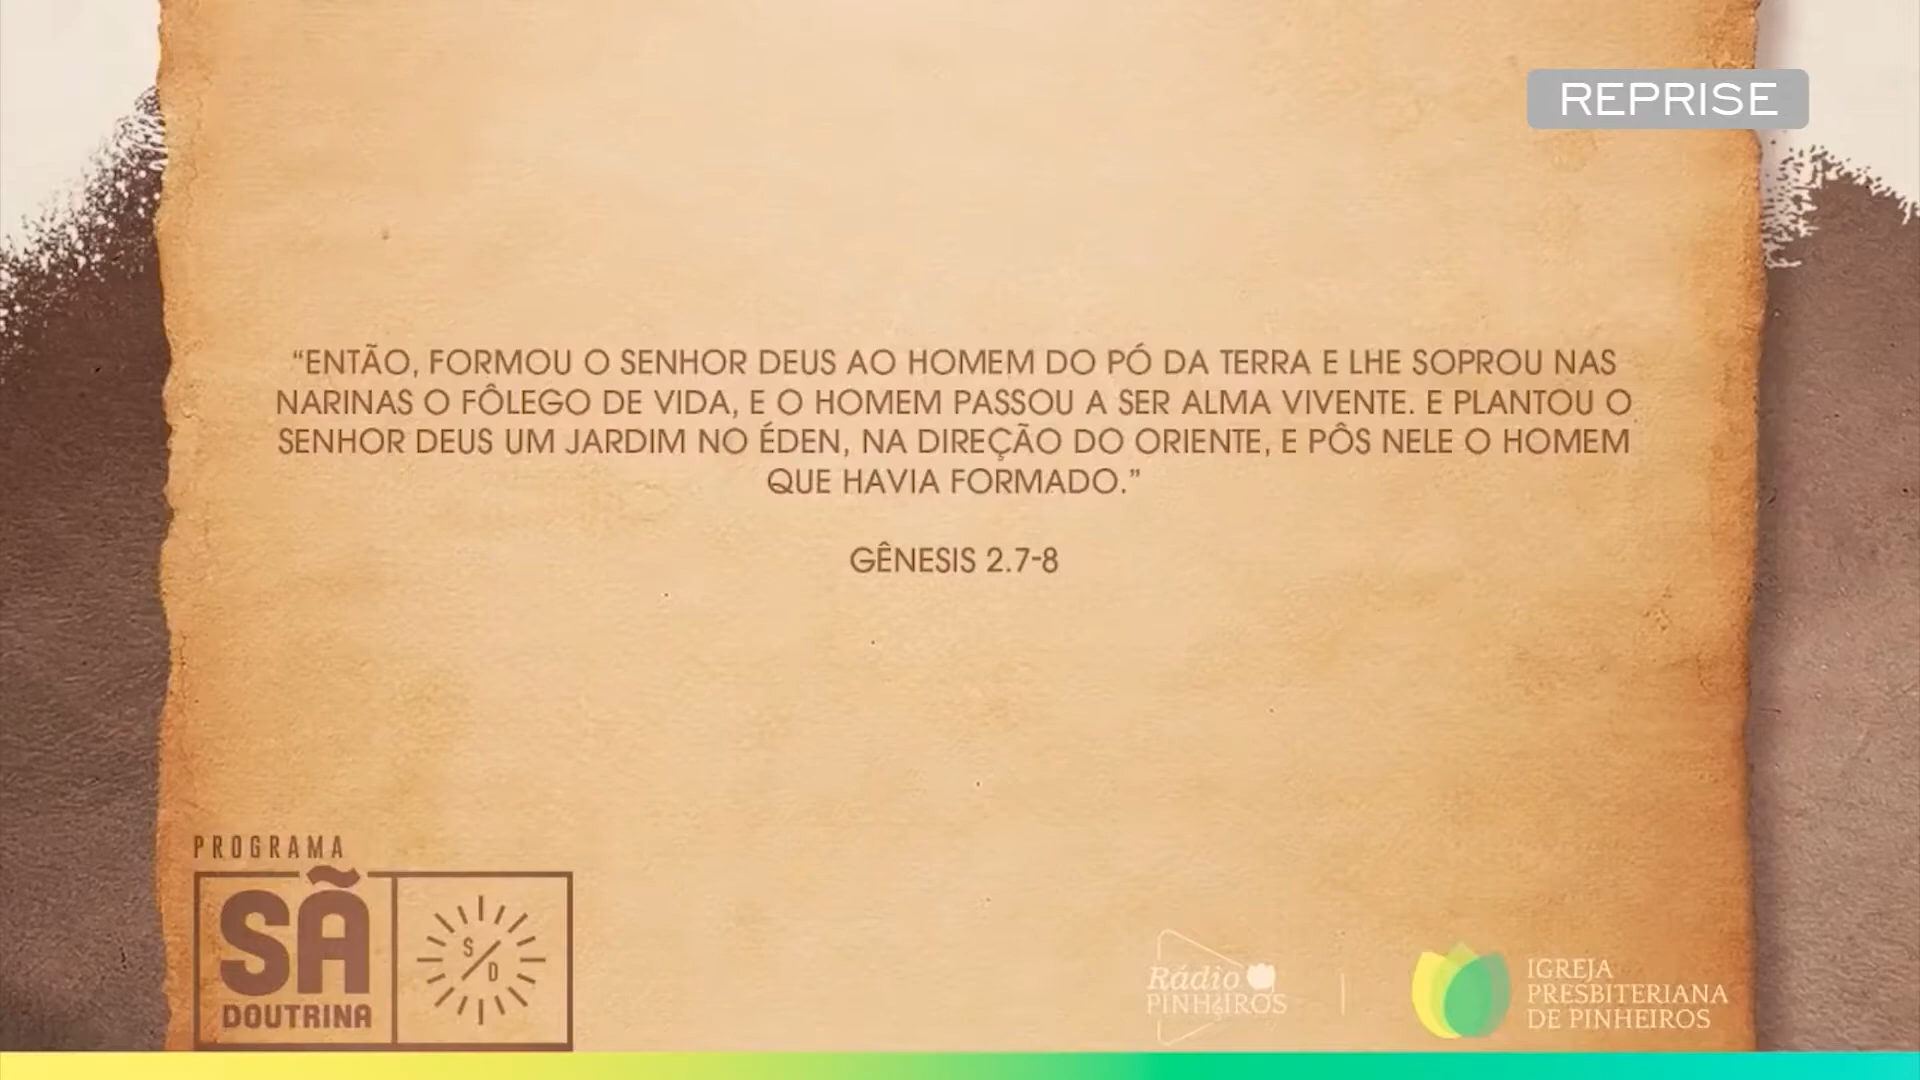 REPRISE
“ENTÃO, FORMOU O SENHOR DEUS AO HOMEM DO PÓ DA TERRA E LHE SOPROU NAS
NARINAS O FÔLEGO DE VIDA, E O HOMEM PASSOU A SER ALMA VIVENTE. E PLANTOU O
SENHOR DEUS UM JARDIM NO ÉDEN, NA DIREÇÃO DO ORIENTE, E PÔS NELE O HOMEM
QUE HAVIA FORMADO.”
GÊNESIS 2.7-8
PROGRAMA
SÃ
DOUTRINA
S/D
Rádio
PINHEIROS
IGREJA
PRESBITERIANA
DE PINHEIROS